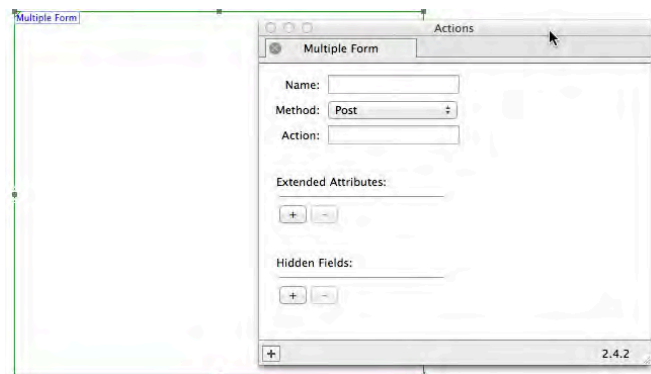 Multiple Form
Actions
Multiple Form
Name:
Method: Post
Action:
Extended Attributes:
+ -
Hidden Fields:
+ -
+ 2.4.2